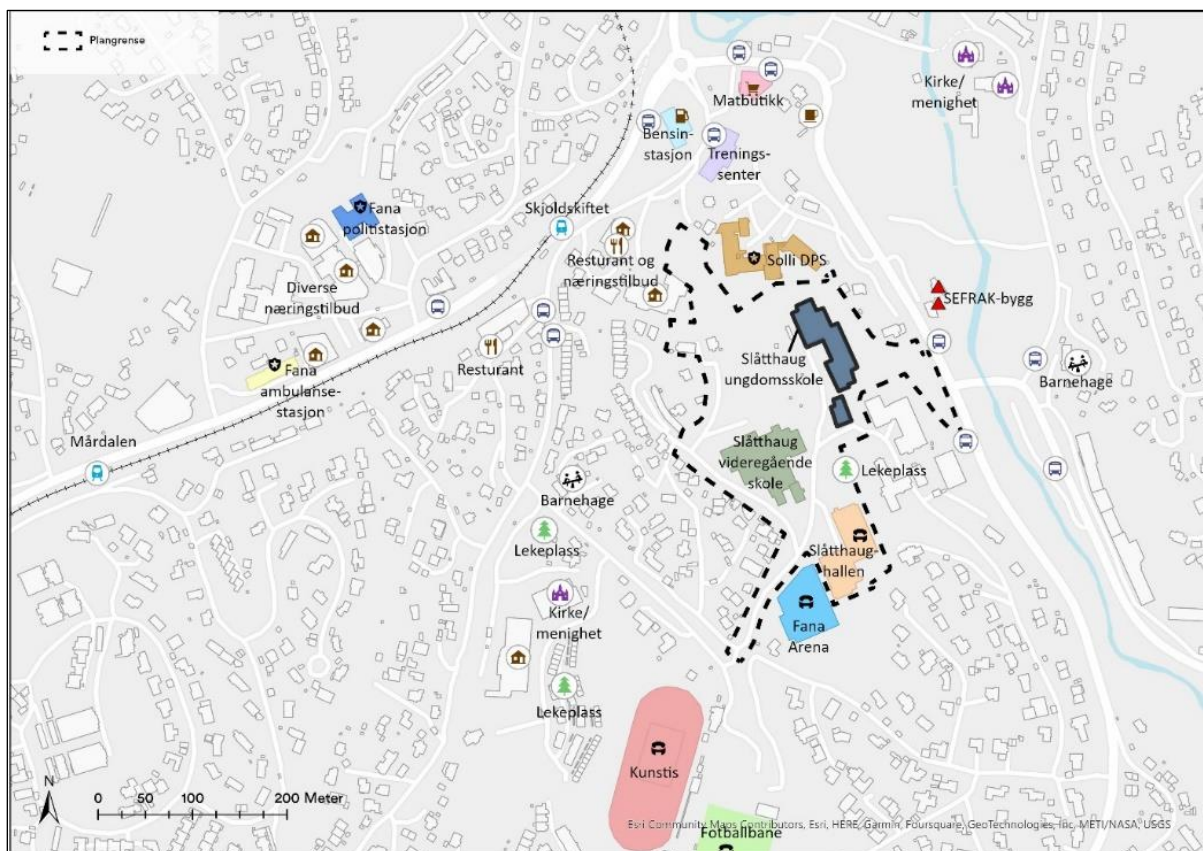 Plangrense
Kirke/
menighet
Matbutikk
Bensin-
stasjon
Trenings-
senter
Fana
politistasjon
Skjoldskiftet
Resturant og
næringstilbud
Solli DPS
Diverse
næringstilbud
SEFRAK-bygg
Slåtthaug
ungdomsskole
Resturant
Barnehage
Fana
ambulanse-
stasjon
Mårdalen
Slåtthaug
videregående
skole
Lekeplass
Barnehage
Lekeplass
Slåtthaug-
hallen
Kirke/
menighet
Fana
Arena
Lekeplass
Kunstis
N
0 50 100 200 Meter
Fotballbane
Esri Community Maps Contributors, Esri, HERE, Garmin, Foursquare, GeoTechnologies, Inc, METI/NASA, USGS